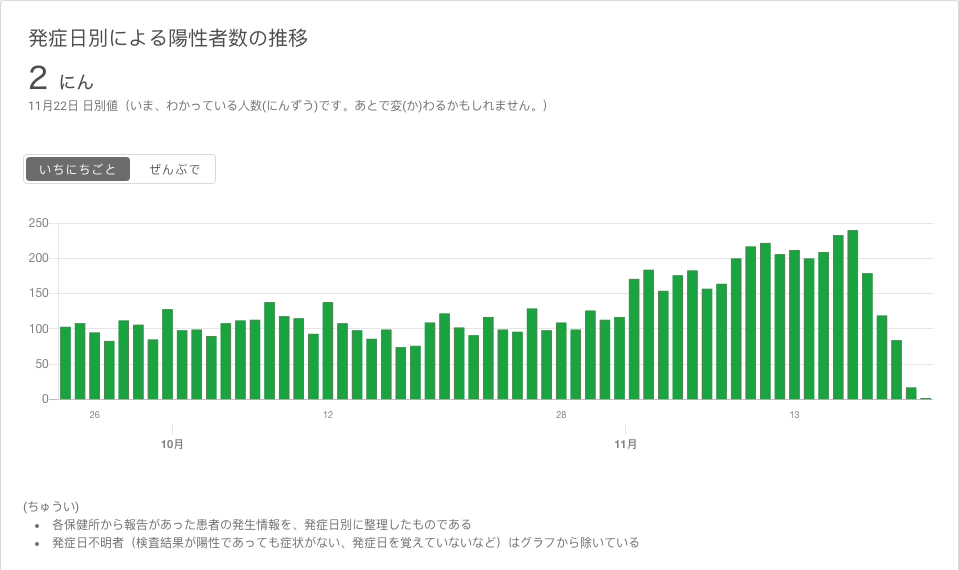 発症日別による陽性者数の推移
2 にん
11月22日 日別値（いま、わかっている人数(にんずう)です。あとで変(か)わるかもしれません。）
いちにちごと ぜんぶで
250
200
150
100
50
0
26 12 28 13
10月 11月
(ちゅうい)
• 各保健所から報告があった患者の発生情報を、発症日別に整理したものである
• 発症日不明者（検査結果が陽性であっても症状がない、発症日を覚えていないなど）はグラフから除いている